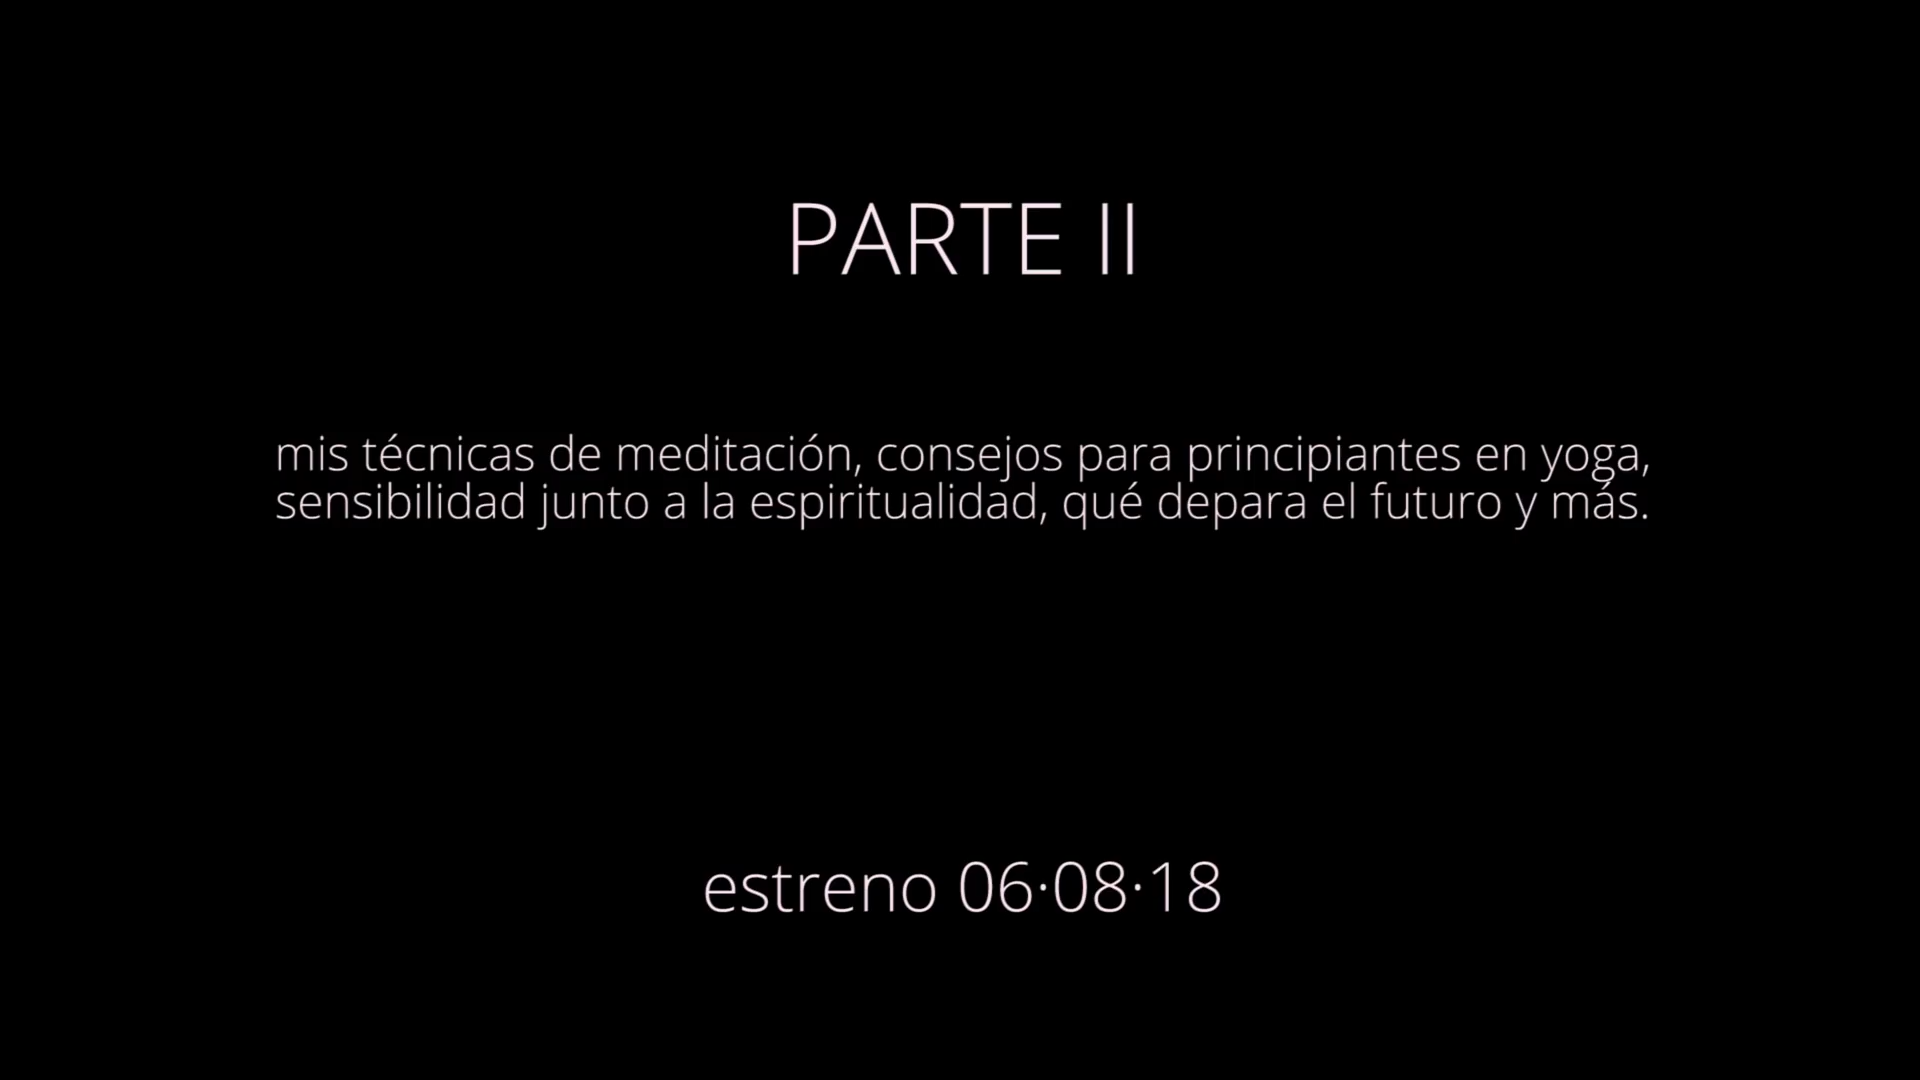 PARTE II
mis técnicas de meditación, consejos para principiantes en yoga,
sensibilidad junto a la espiritualidad, qué depara el futuro y más.
estreno 06·08·18